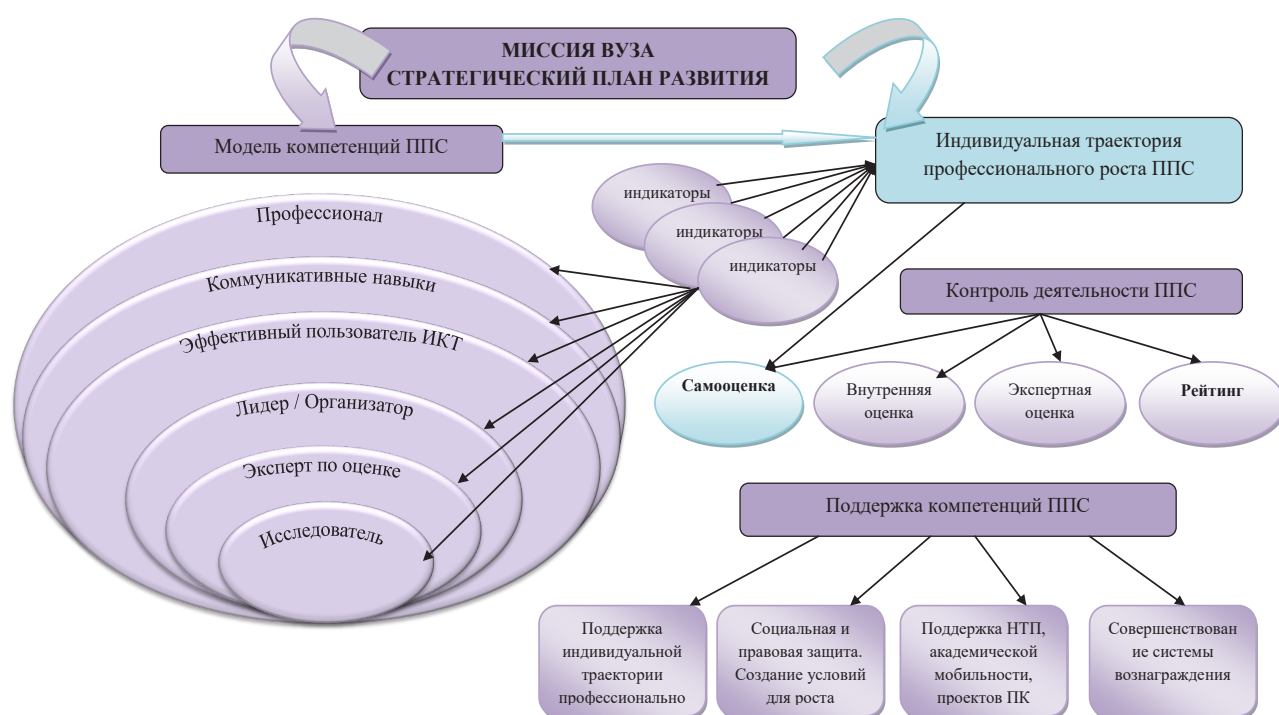 МИССИЯ ВУЗА
СТРАТЕГИЧЕСКИЙ ПЛАН РАЗВИТИЯ
Модель компетенций ППС
Индивидуальная траектория
профессионального роста ППС
индикаторы
индикаторы
индикаторы
Профессионал
Коммуникативные навыки
Эффективный пользователь ИКТ
Лидер / Организатор
Эксперт по оценке
Исследователь
Контроль деятельности ППС
Самооценка
Внутренняя
оценка
Экспертная
оценка
Рейтинг
Поддержка компетенций ППС
Поддержка
индивидуальной
траектории
профессионально
Социальная и
правовая защита.
Создание условий
для роста
Поддержка НТП,
академической
мобильности,
проектов ПК
Совершенствован
ие системы
вознаграждения